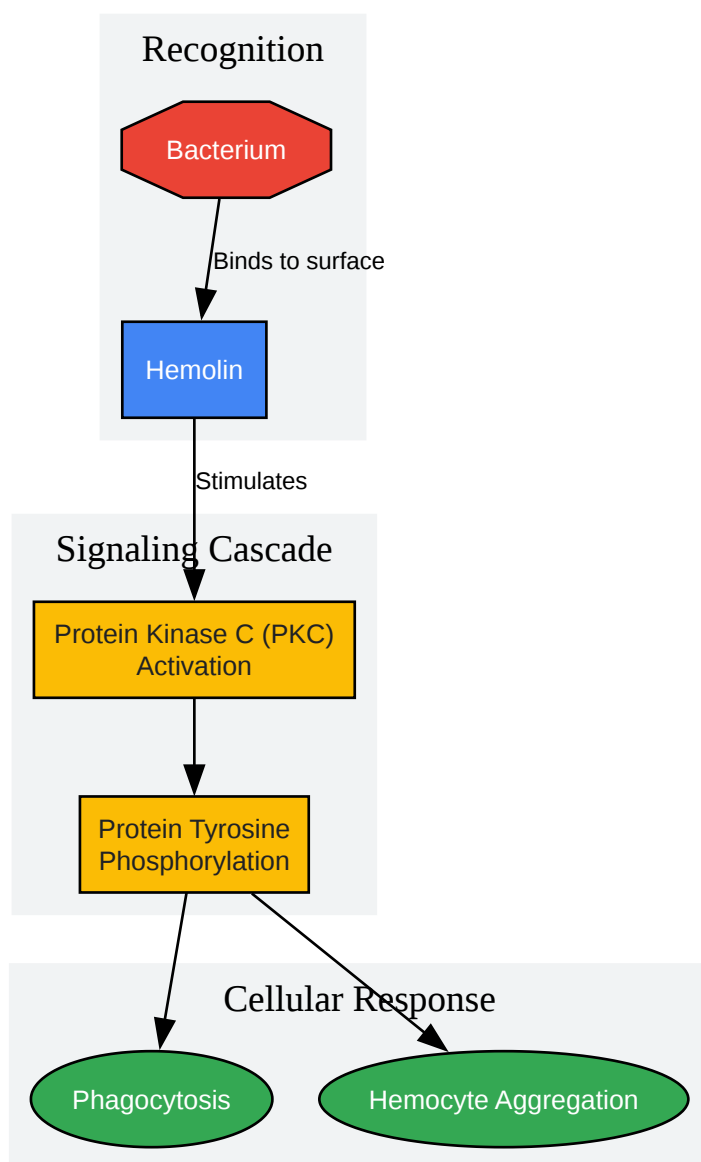 Recognition
Bacterium
Binds to surface
Hemolin
Stimulates
Signaling Cascade
Protein Kinase C (PKC)
Activation
Protein Tyrosine
Phosphorylation
Cellular Response
Phagocytosis
Hemocyte Aggregation